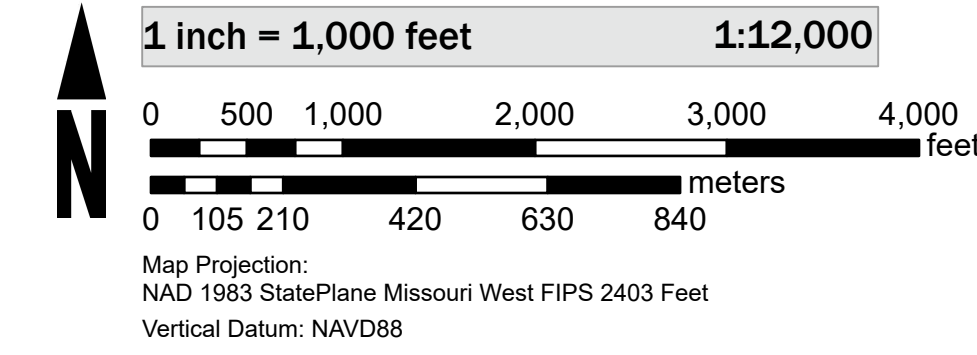 N
1 inch = 1,000 feet 1:12,000
0 500 1,000 2,000 3,000 4,000
feet
meters
0 105 210 420 630 840
Map Projection:
NAD 1983 StatePlane Missouri West FIPS 2403 Feet
Vertical Datum: NAVD88